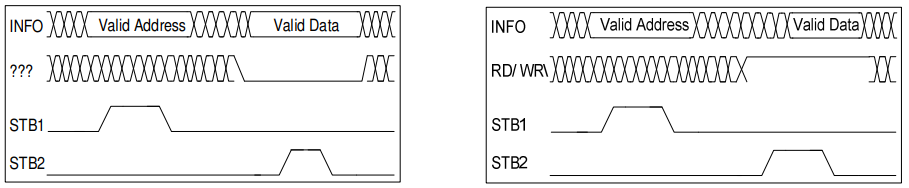 INFO Valid Address Valid Data
???
STB1
STB2
INFO Valid Address Valid Data
RD/ WR\
STB1
STB2